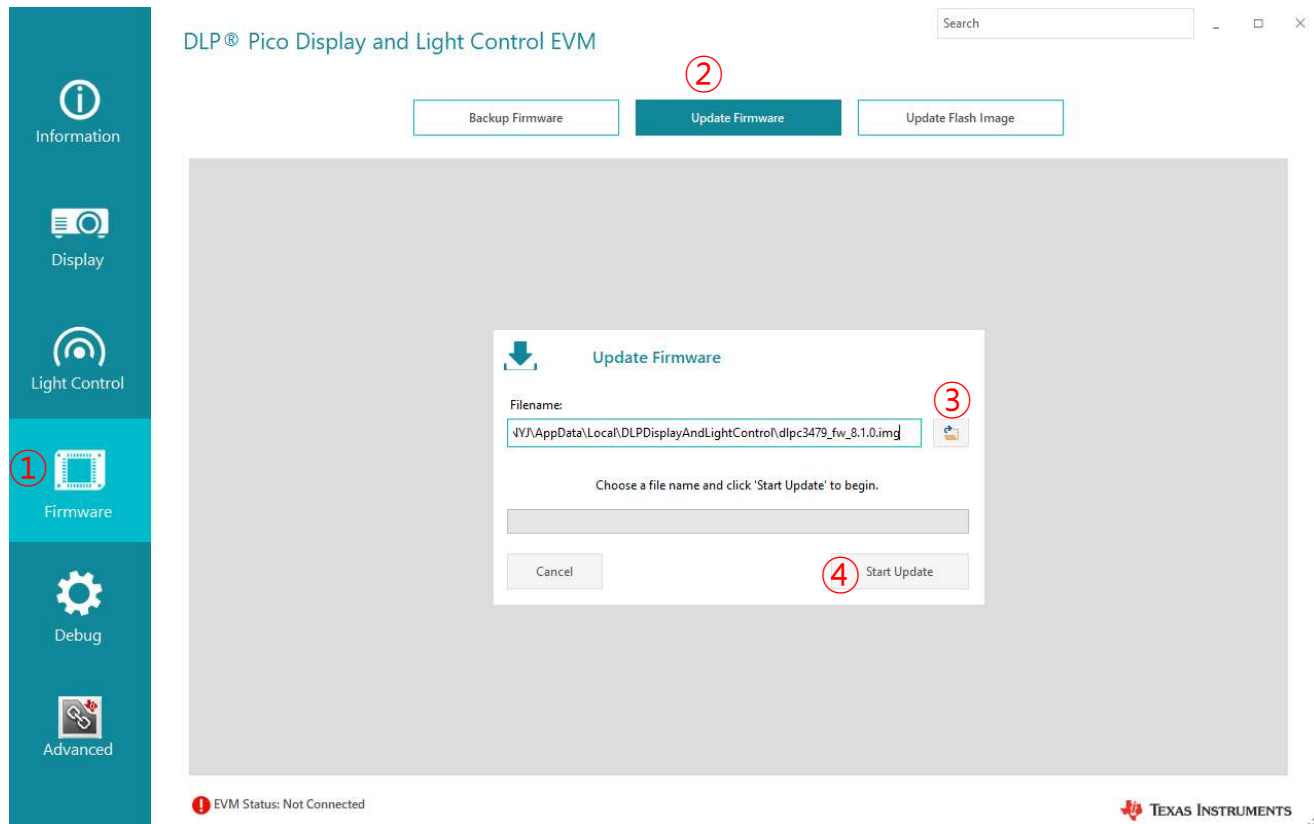 Search
DLP® Pico Display and Light Control EVM
②
Backup Firmware
Update Firmware
Update Flash Image
Information
Display
Light Control
①
Firmware
Debug
Advanced
Update Firmware
Filename:
③
\AppData\Local\DLPDisplayAndLightControl\dlpc3479_fw_8.1.0.img
Choose a file name and click 'Start Update' to begin.
Cancel
④
Start Update
EVM Status: Not Connected
TEXAS INSTRUMENTS